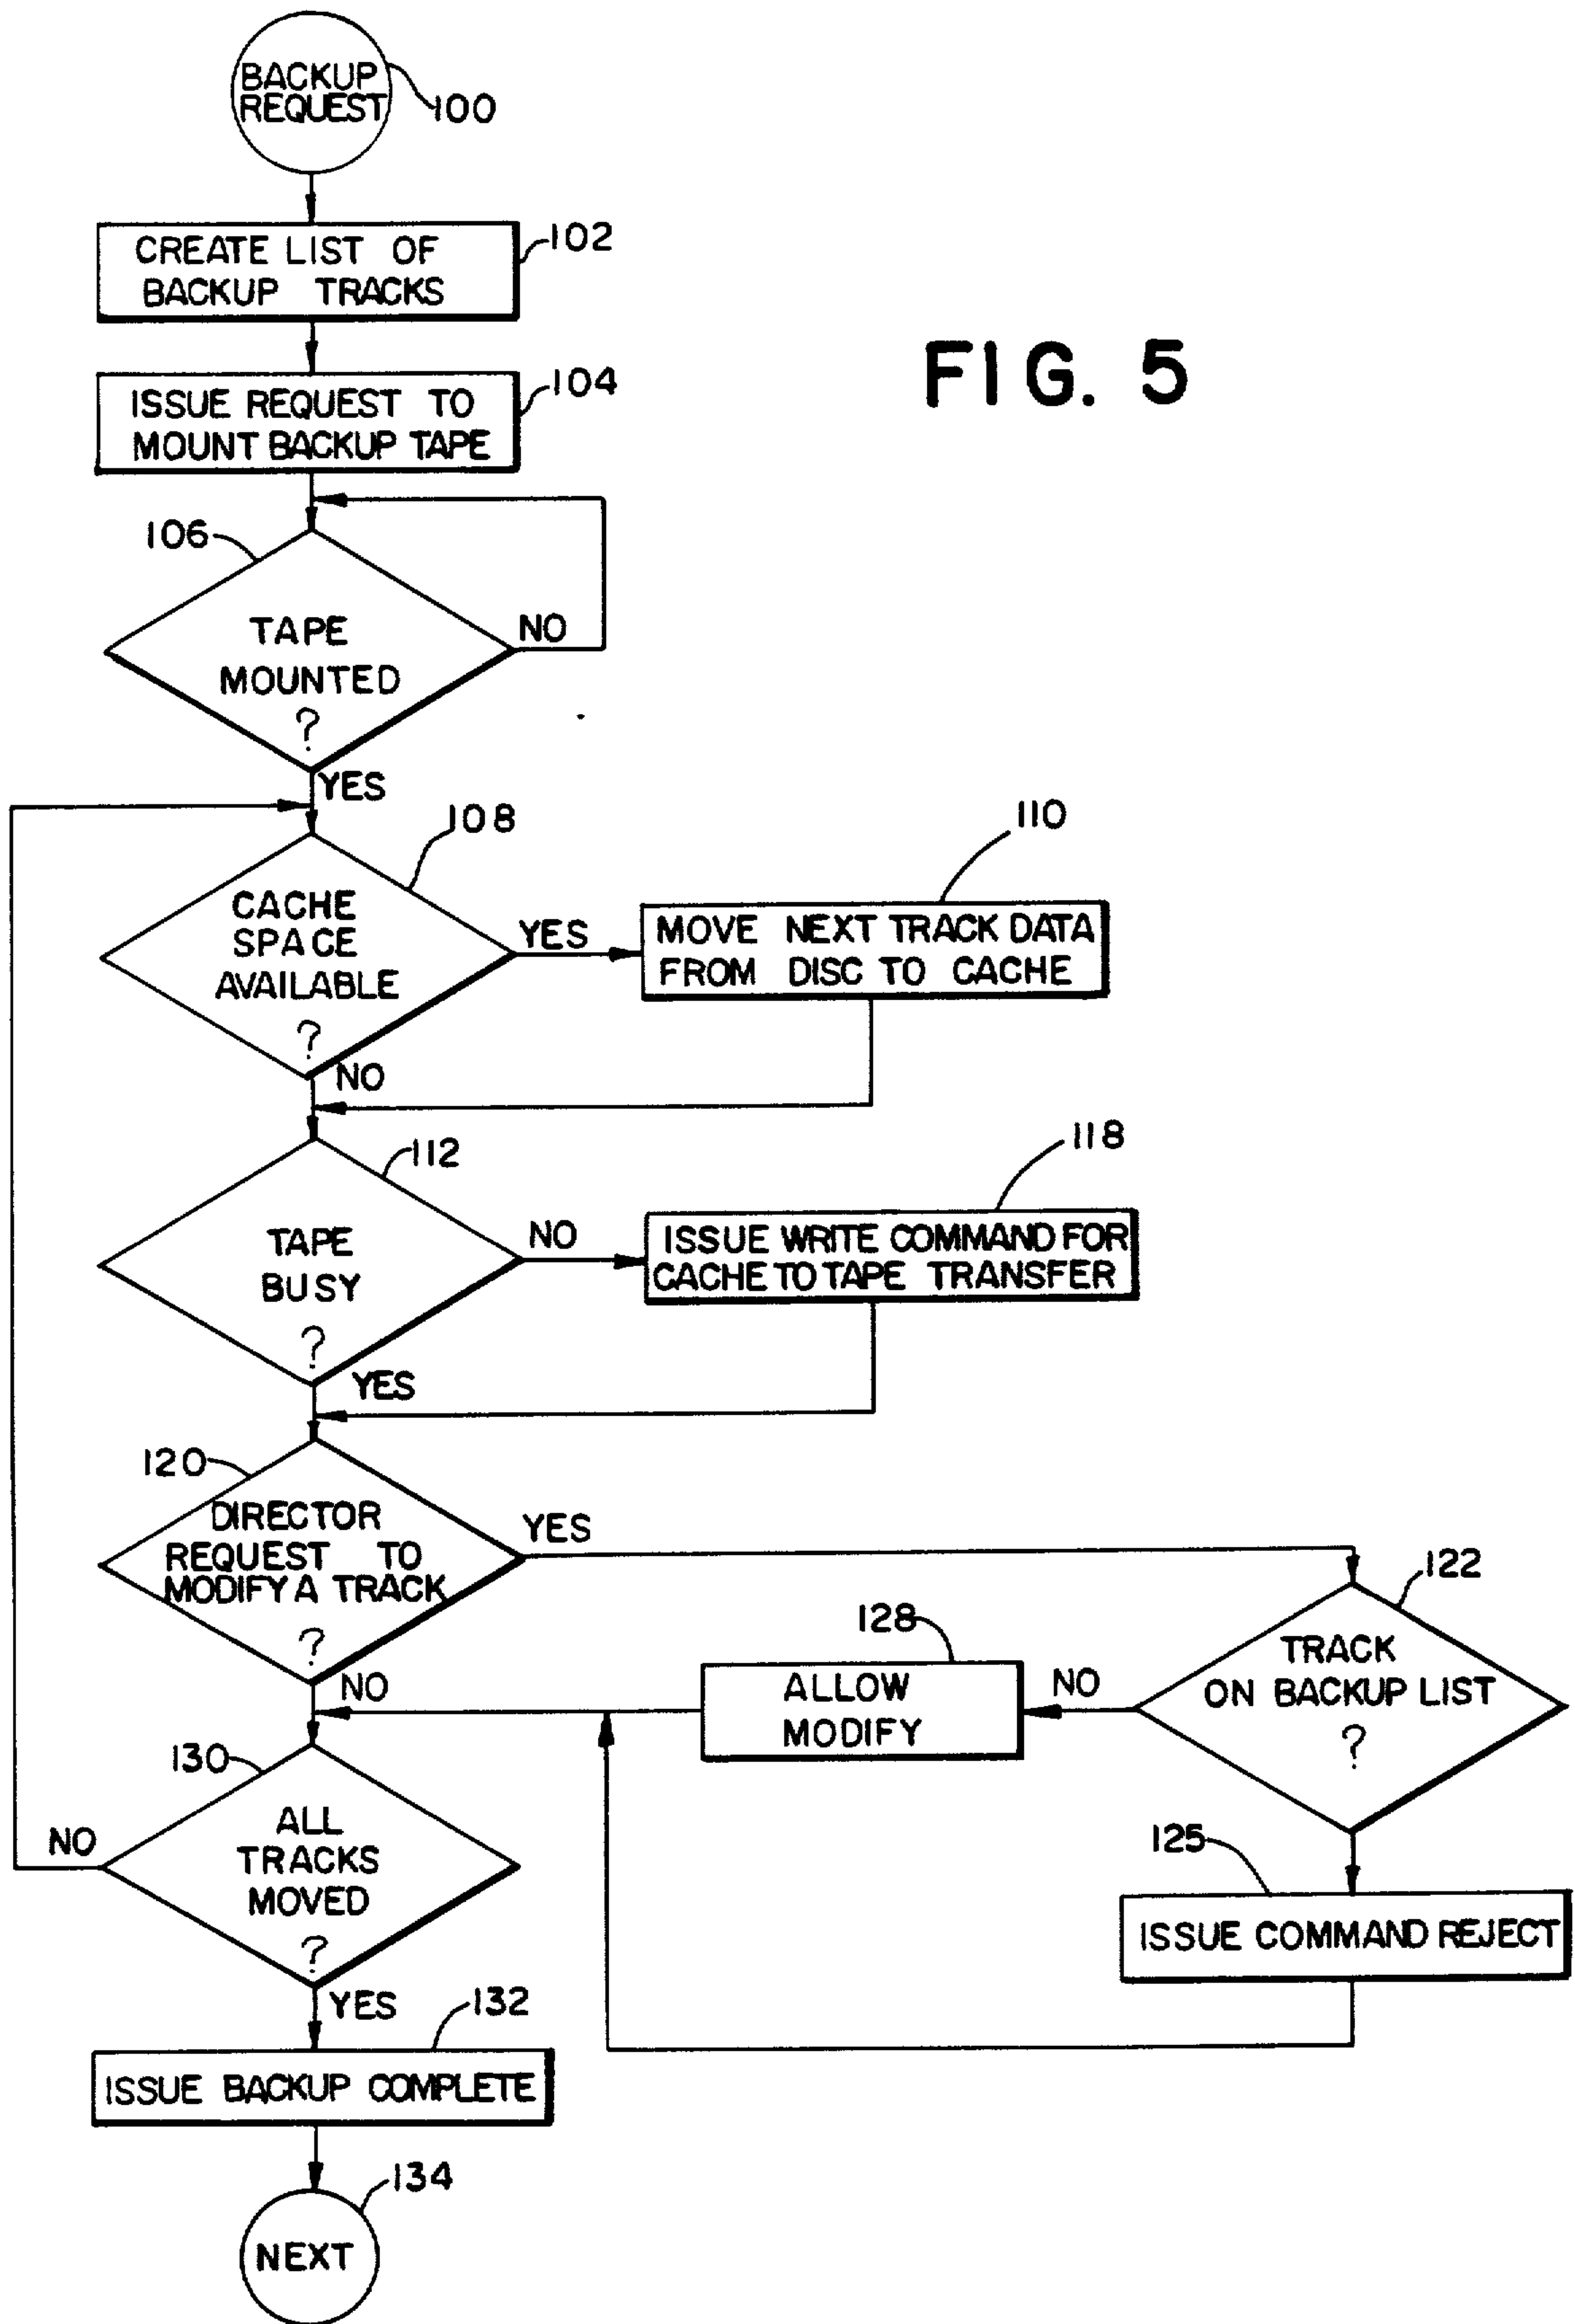 BACKUP
REQUEST
100
CREATE LIST OF
BACKUP TRACKS
102
FIG. 5
ISSUE REQUEST TO
MOUNT BACKUP TAPE
104
106
TAPE
MOUNTED
?
NO
YES
108
CACHE
SPACE
AVAILABLE
?
YES
110
MOVE NEXT TRACK DATA
FROM DISC TO CACHE
NO
112
TAPE
BUSY
?
NO
118
ISSUE WRITE COMMAND FOR
CACHE TO TAPE TRANSFER
YES
120
DIRECTOR
REQUEST TO
MODIFY A TRACK
?
YES
122
TRACK
ON BACKUP LIST
?
NO
128
ALLOW
MODIFY
NO
125
ISSUE COMMAND REJECT
130
ALL
TRACKS
MOVED
?
NO
YES
132
ISSUE BACKUP COMPLETE
134
NEXT